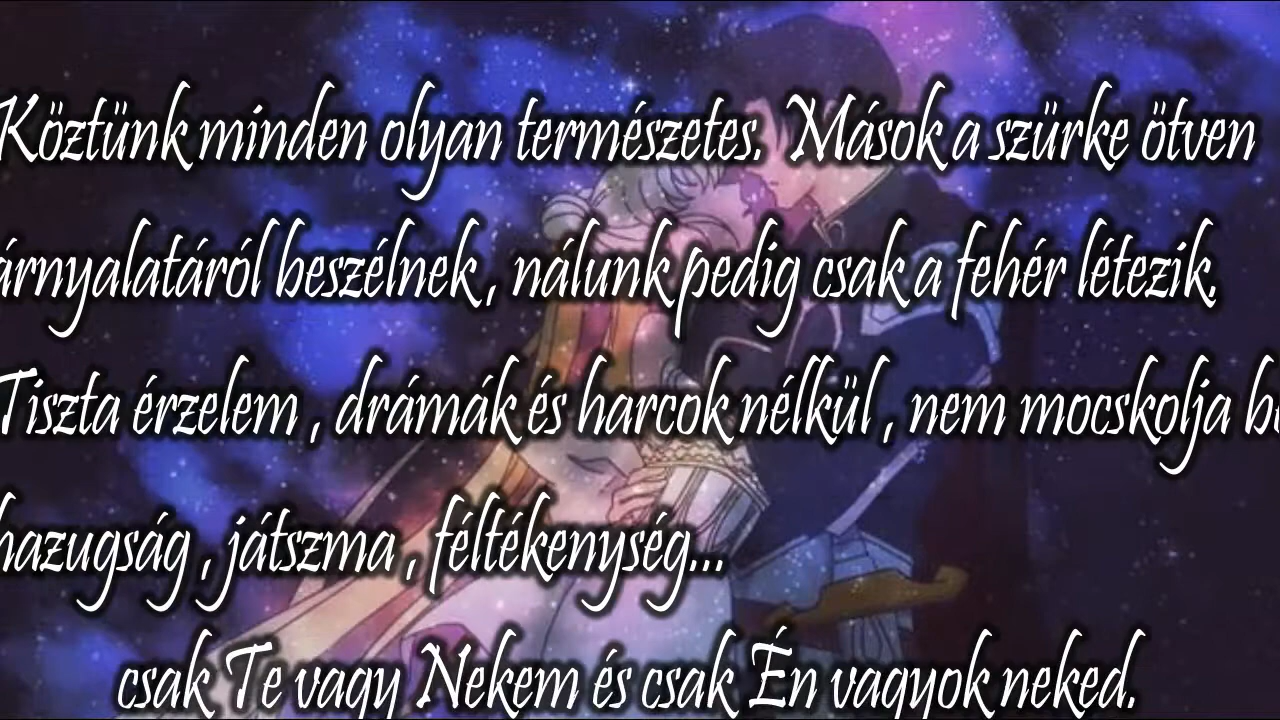 Köztünk minden olyan természetes. Mások a szürke ötven
árnyalatáról beszélnek , nálunk pedig csak a fehér létezik.
Tiszta érzelem , drámák és harcok nélkül , nem mocskolja
hazugság , játszma , féltékenység...
csak Te vagy Nekem és csak Én vagyok neked.